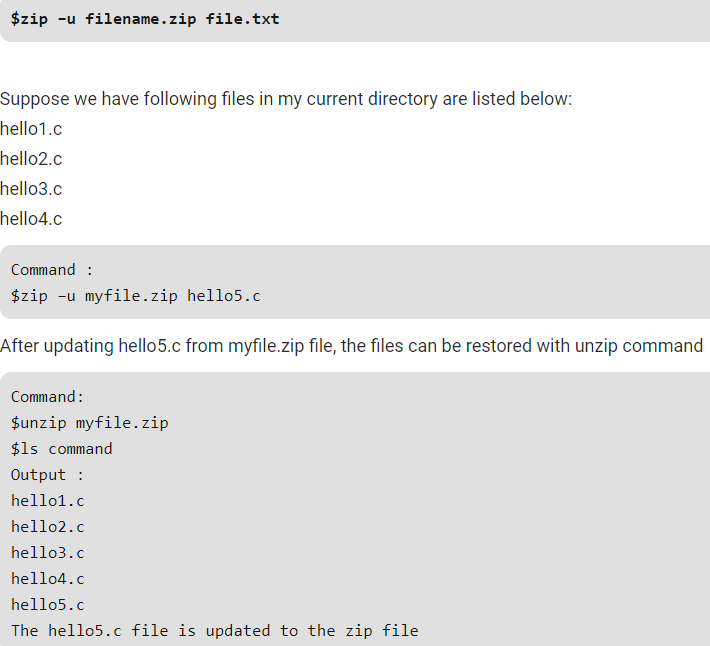 $zip –u filename.zip file.txt
Suppose we have following files in my current directory are listed below:
hello1.c
hello2.c
hello3.c
hello4.c
Command :
$zip –u myfile.zip hello5.c
After updating hello5.c from myfile.zip file, the files can be restored with unzip command
Command:
$unzip myfile.zip
$ls command
Output :
hello1.c
hello2.c
hello3.c
hello4.c
hello5.c
The hello5.c file is updated to the zip file